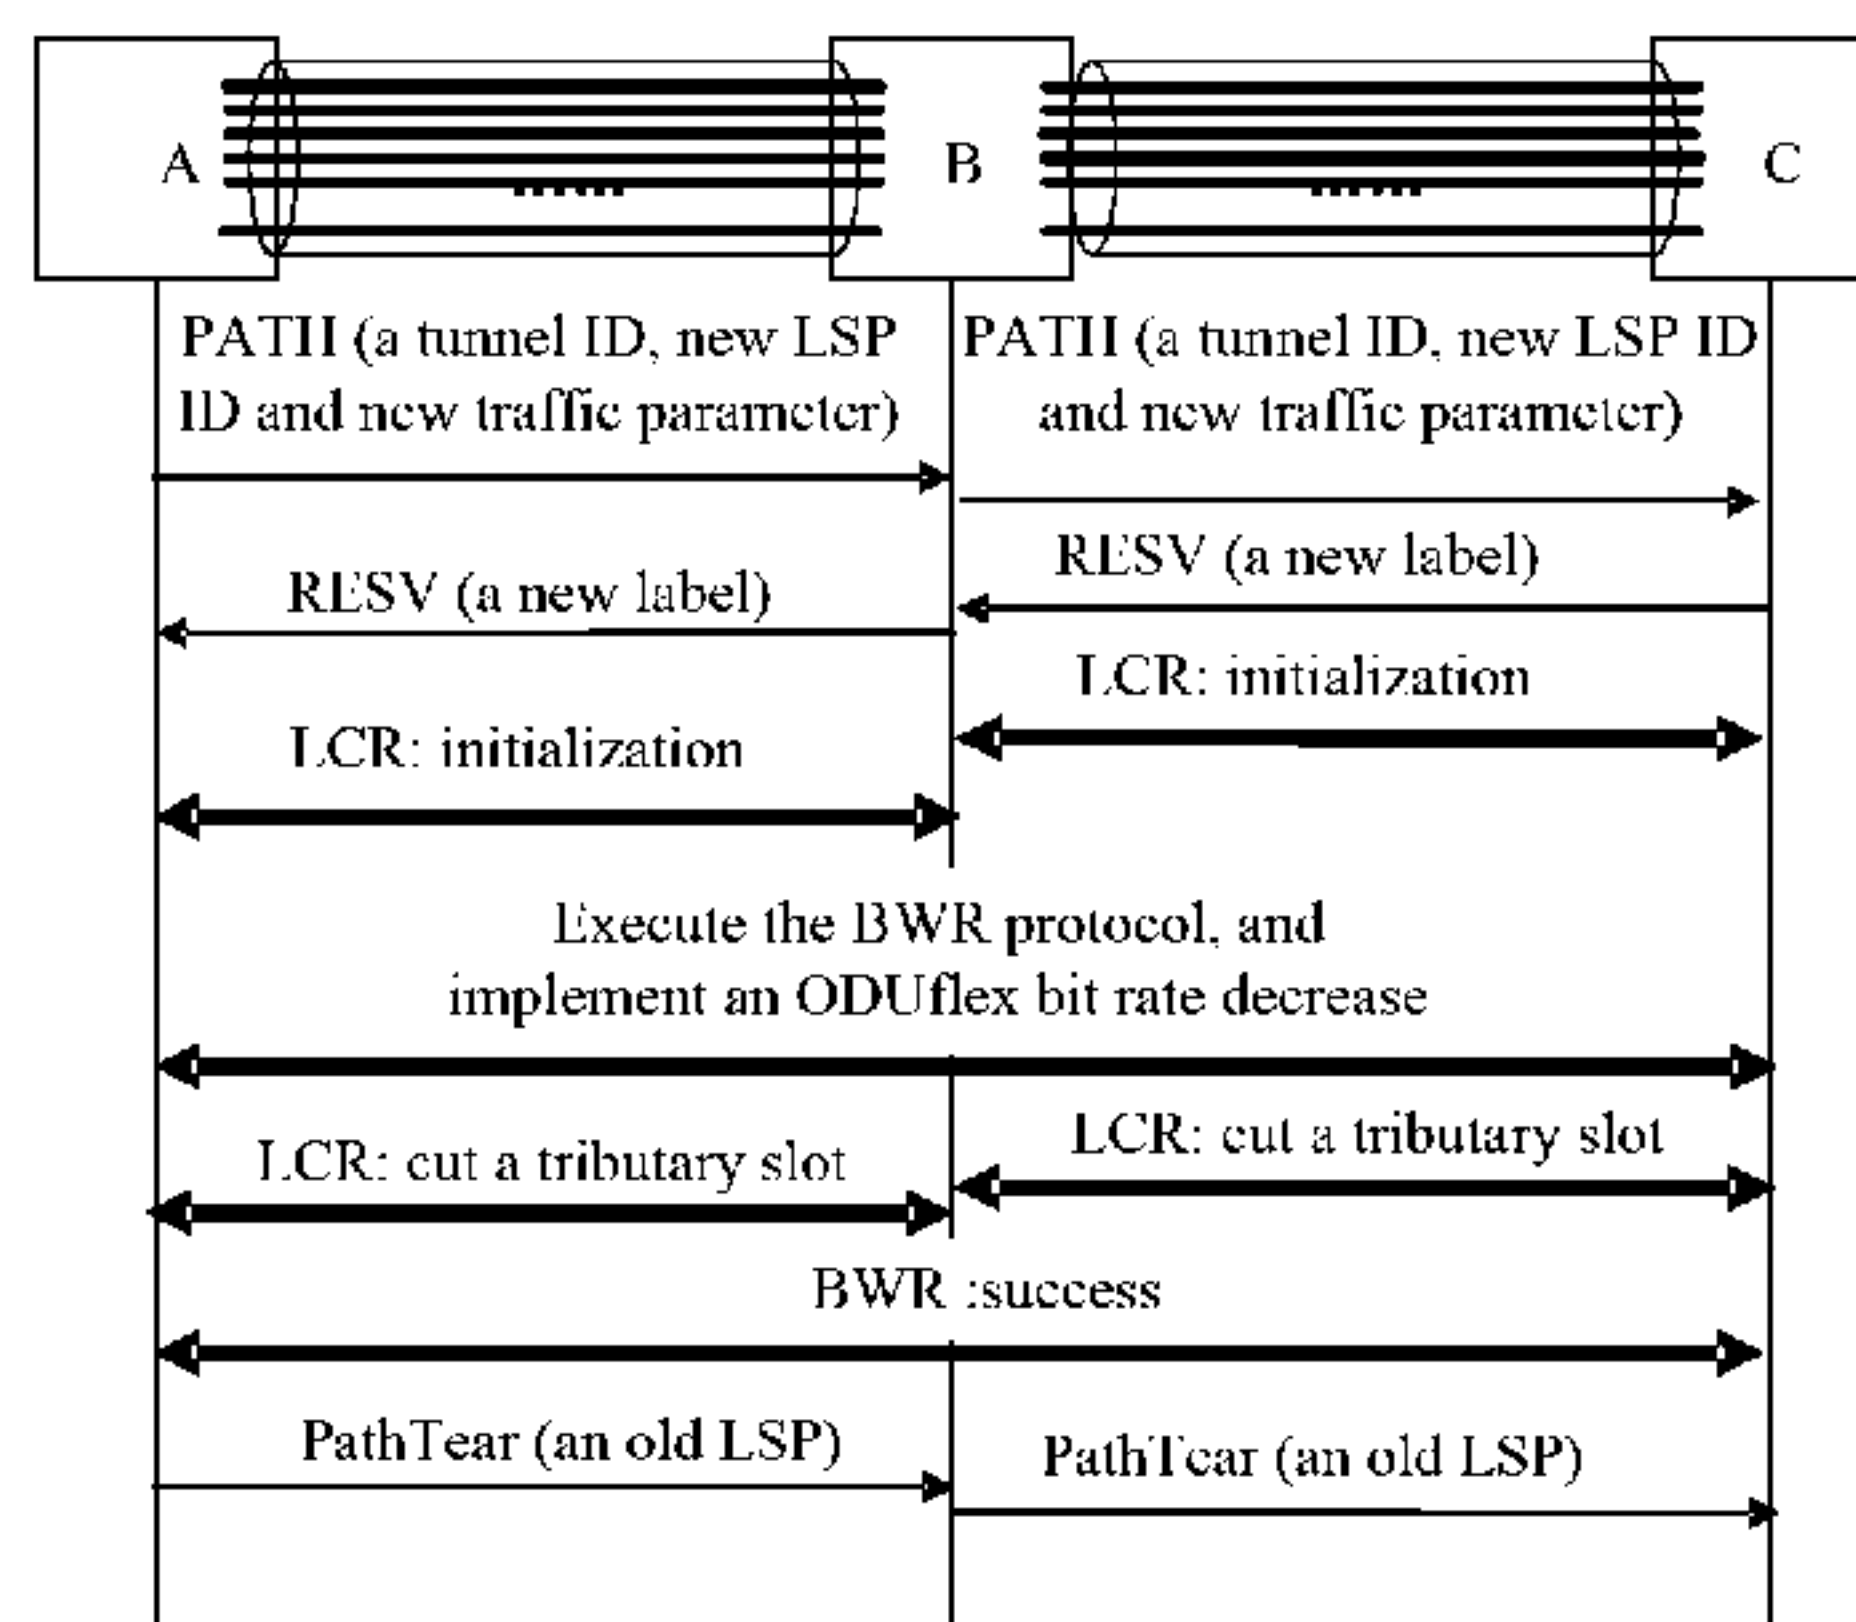 A
B
C
PATH (a tunnel ID, new LSP
ID and new traffic parameter)
PATH (a tunnel ID, new LSP ID
and new traffic parameter)
RESV (a new label)
RESV (a new label)
LCR: initialization
LCR: initialization
Execute the BWR protocol, and
implement an ODUflex bit rate decrease
LCR: cut a tributary slot
LCR: cut a tributary slot
BWR :success
PathTear (an old LSP)
PathTear (an old LSP)